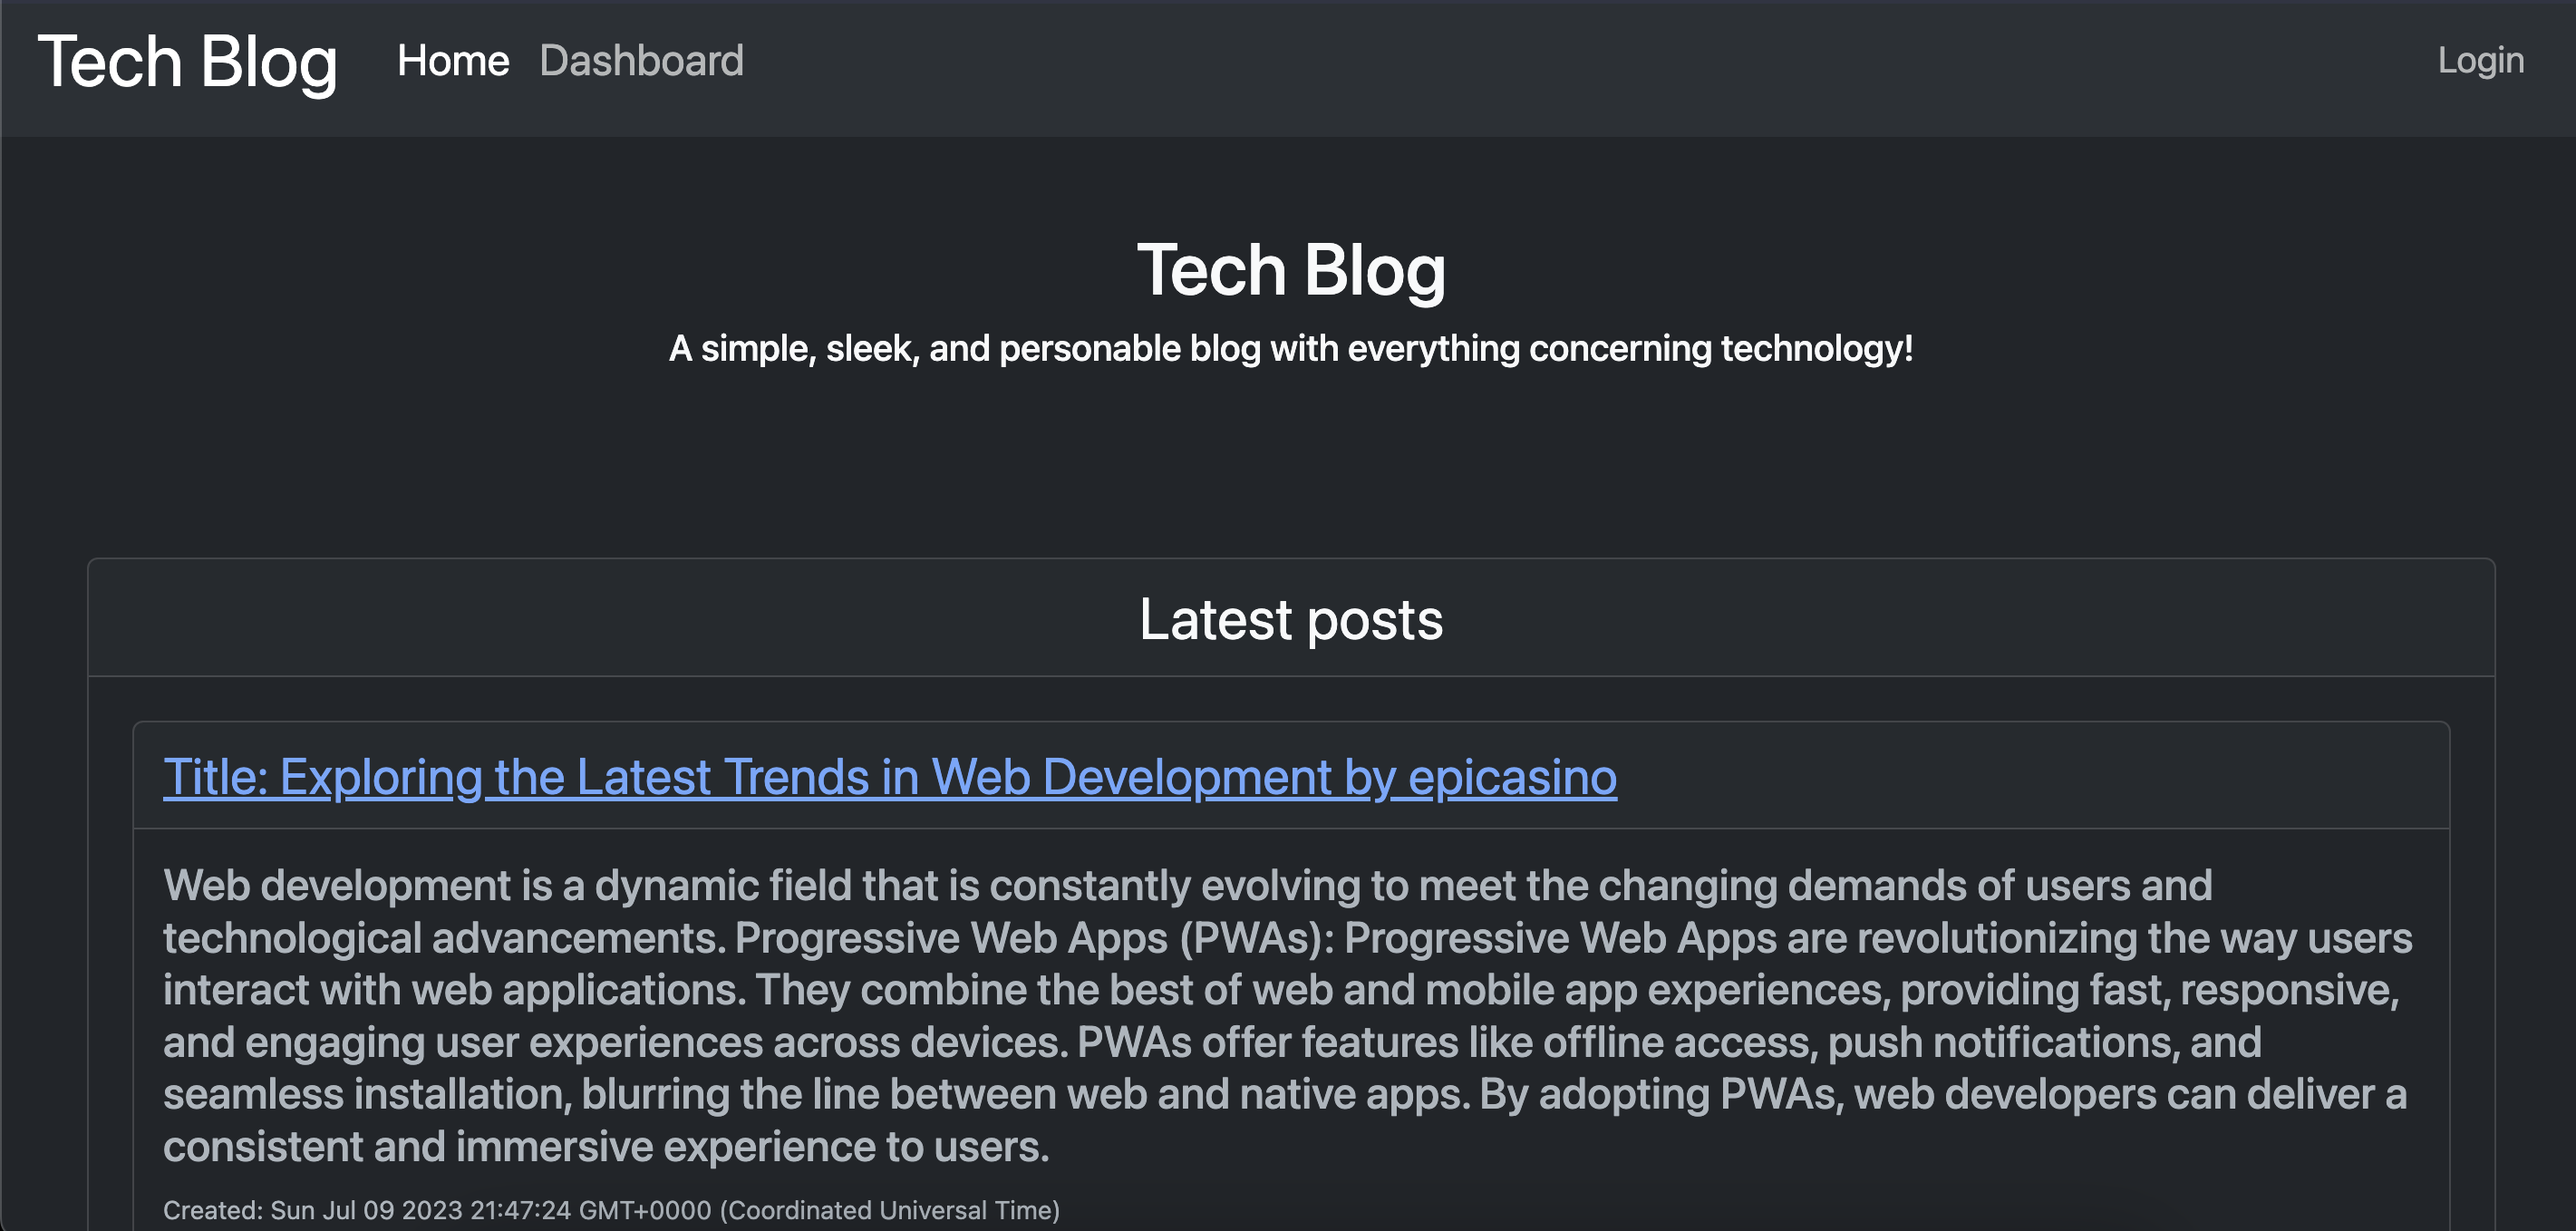 Tech Blog Home Dashboard Login
Tech Blog
A simple, sleek, and personable blog with everything concerning technology!
Latest posts
Title: Exploring the Latest Trends in Web Development by epicasino
Web development is a dynamic field that is constantly evolving to meet the changing demands of users and
technological advancements. Progressive Web Apps (PWAs): Progressive Web Apps are revolutionizing the way users
interact with web applications. They combine the best of web and mobile app experiences, providing fast, responsive,
and engaging user experiences across devices. PWAs offer features like offline access, push notifications, and
seamless installation, blurring the line between web and native apps. By adopting PWAs, web developers can deliver a
consistent and immersive experience to users.
Created: Sun Jul 09 2023 21:47:24 GMT+0000 (Coordinated Universal Time)